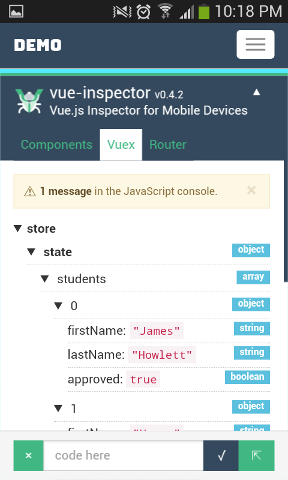 10:18 PM
DEMO
vue-inspector v0.4.2
Vue.js Inspector for Mobile Devices
Components Vuex Router
1 message in the JavaScript console. ×
store
state object
students array
0 object
firstName: "James" string
lastName: "Howlett" string
approved: true boolean
1 object
string
× code here ✓